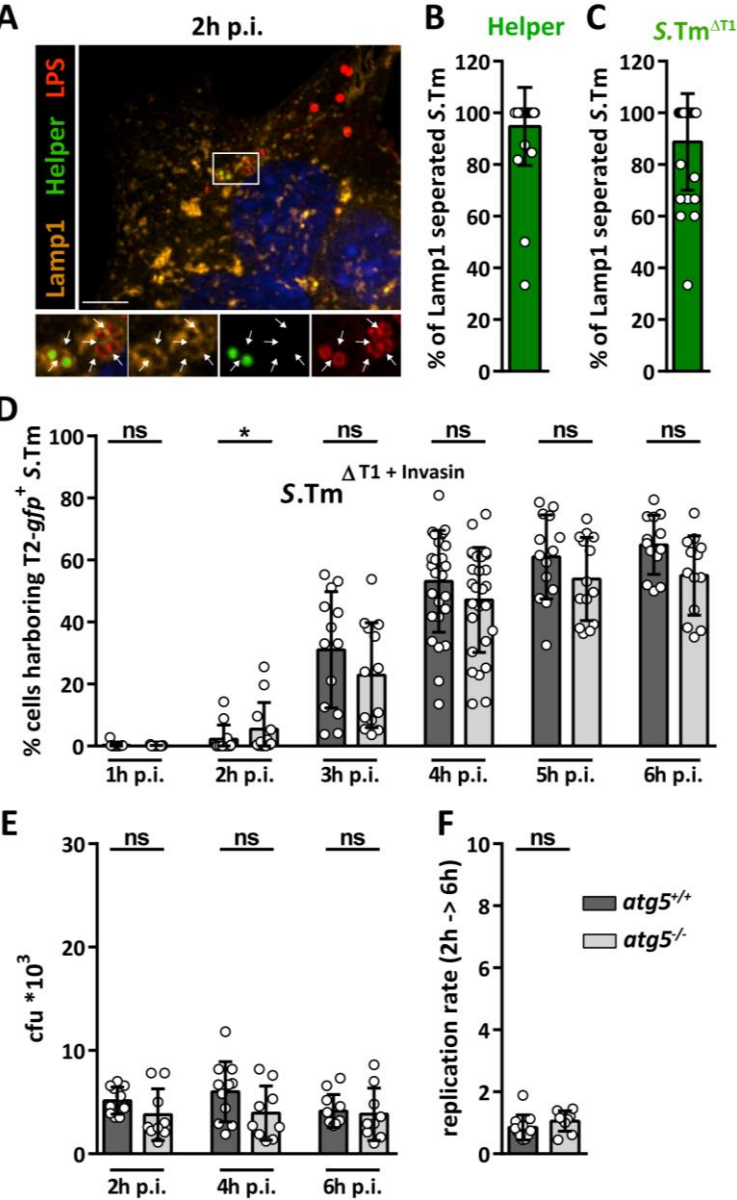 A
2h p.i.
Lamp1 Helper LPS
B
Helper
% of Lamp1 seperated S.Tm
120
100
80
60
40
20
0
C
S.Tm^ΔT1
% of Lamp1 seperated S.Tm
120
100
80
60
40
20
0
D
% cells harboring T2-gfp⁺ S.Tm
100
80
60
40
20
0
ns * ns ns ns ns
S.Tm^Δ T1 + Invasin
1h p.i. 2h p.i. 3h p.i. 4h p.i. 5h p.i. 6h p.i.
E
cfu *10³
30
20
10
0
ns ns ns
2h p.i. 4h p.i. 6h p.i.
F
replication rate (2h -> 6h)
10
8
6
4
2
0
ns
atg5⁺/⁺
atg5⁻/⁻